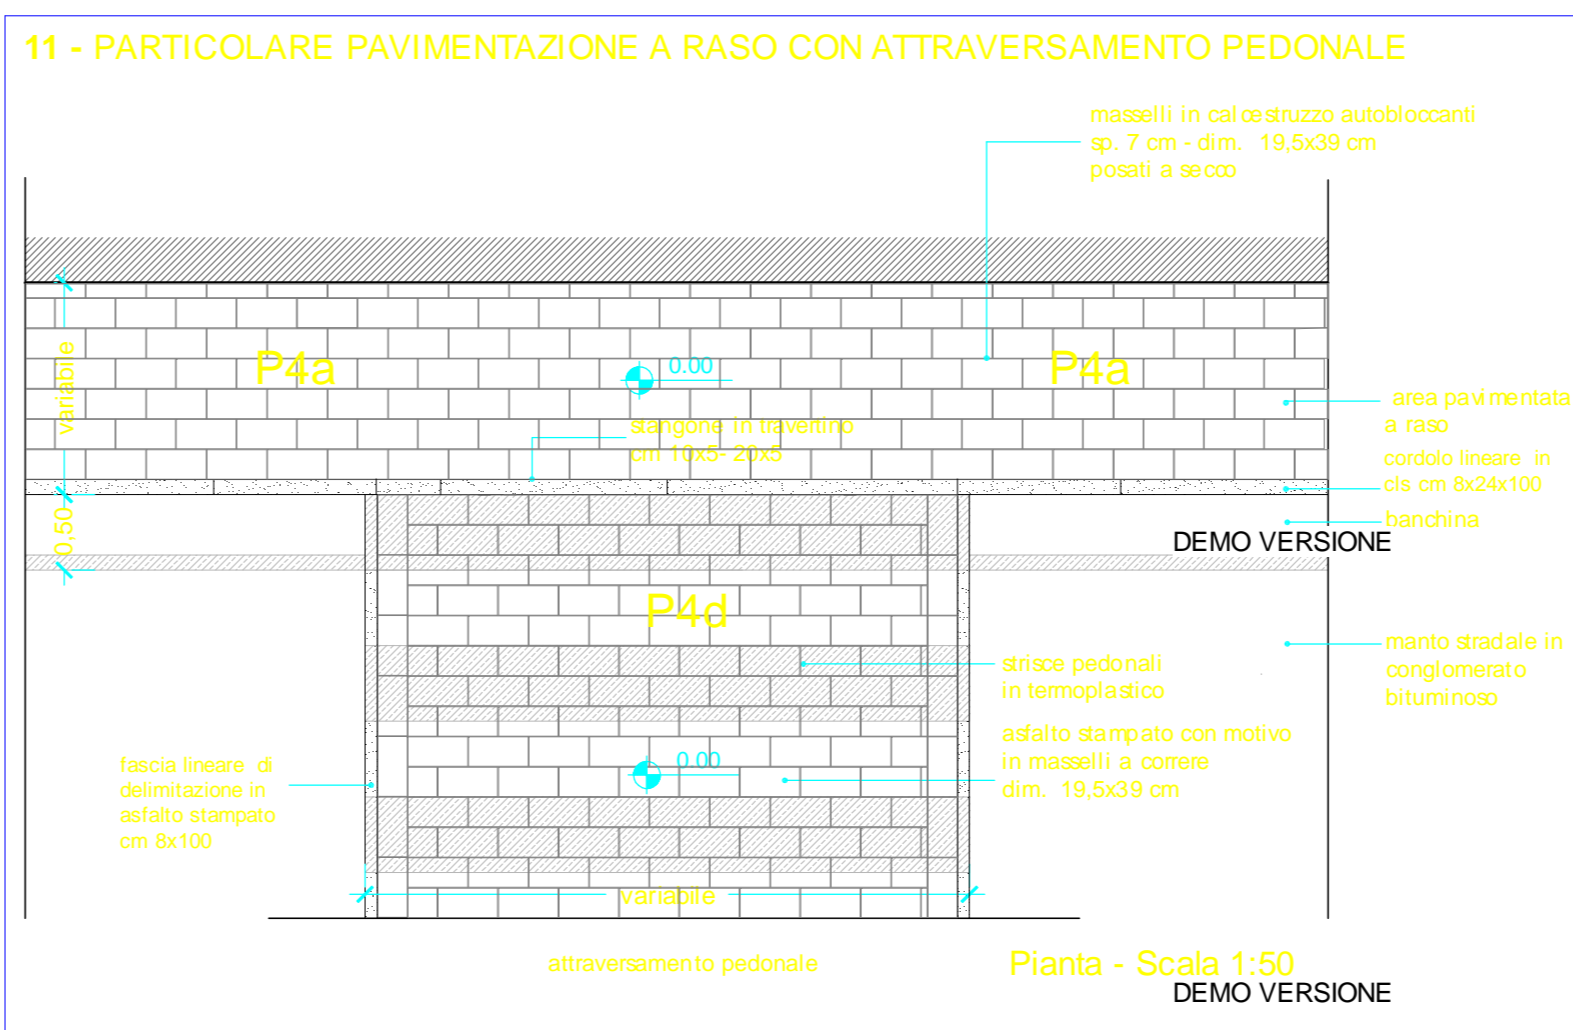 11 - PARTICOLARE PAVIMENTAZIONE A RASO CON ATTRAVERSAMENTO PEDONALE
masselli in calcestruzzo autobloccanti
sp. 7 cm - dim. 19,5x39 cm
posati a secco
variabile
P4a
0.00
P4a
area pavimentata
a raso
stangone in travertino
cm 10x5- 20x5
cordolo lineare in
cls cm 8x24x100
banchina
0,50
DEMO VERSIONE
P4d
manto stradale in
conglomerato
bituminoso
strisce pedonali
in termoplastico
asfalto stampato con motivo
in masselli a correre
dim. 19,5x39 cm
0.00
fascia lineare di
delimitazione in
asfalto stampato
cm 8x100
variabile
attraversamento pedonale
Pianta - Scala 1:50
DEMO VERSIONE